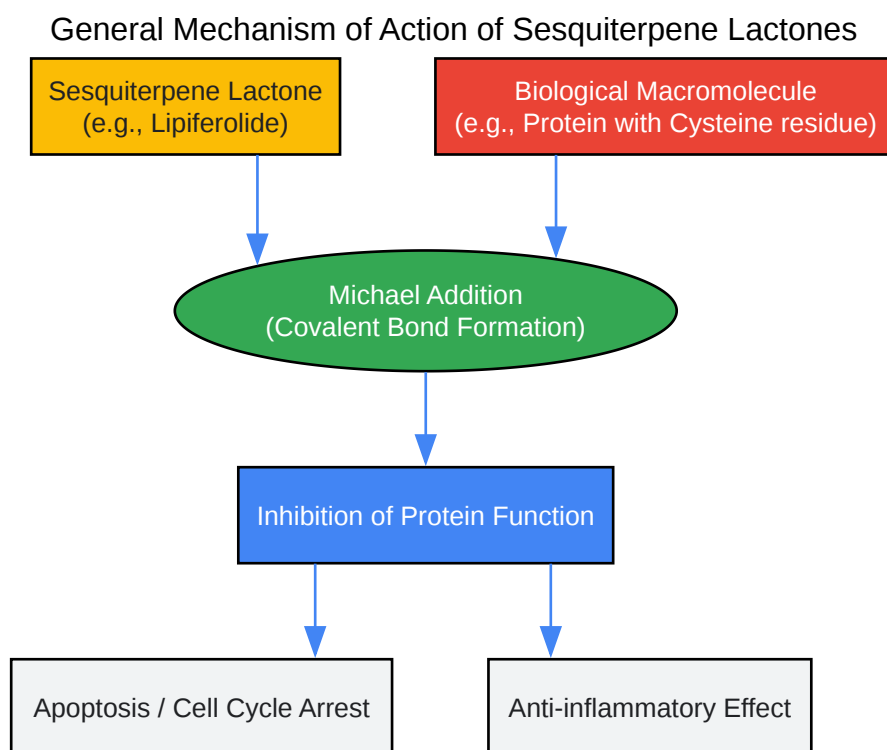 General Mechanism of Action of Sesquiterpene Lactones
Sesquiterpene Lactone
(e.g., Lipiferolide)
Biological Macromolecule
(e.g., Protein with Cysteine residue)
Michael Addition
(Covalent Bond Formation)
Inhibition of Protein Function
Apoptosis / Cell Cycle Arrest
Anti-inflammatory Effect